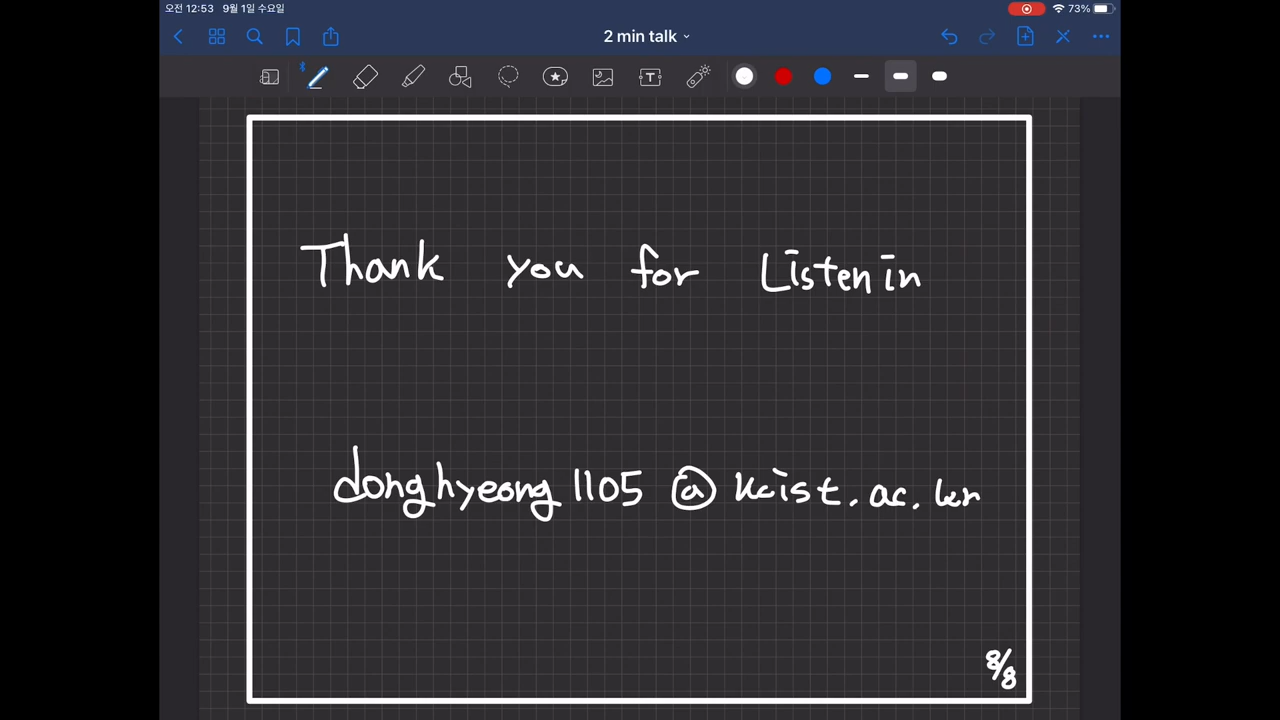 오전 12:53 9월 1일 수요일 73%
2 min talk
T
Thank you for Listenin
donghyeong1105@kaist.ac.kr
8/8